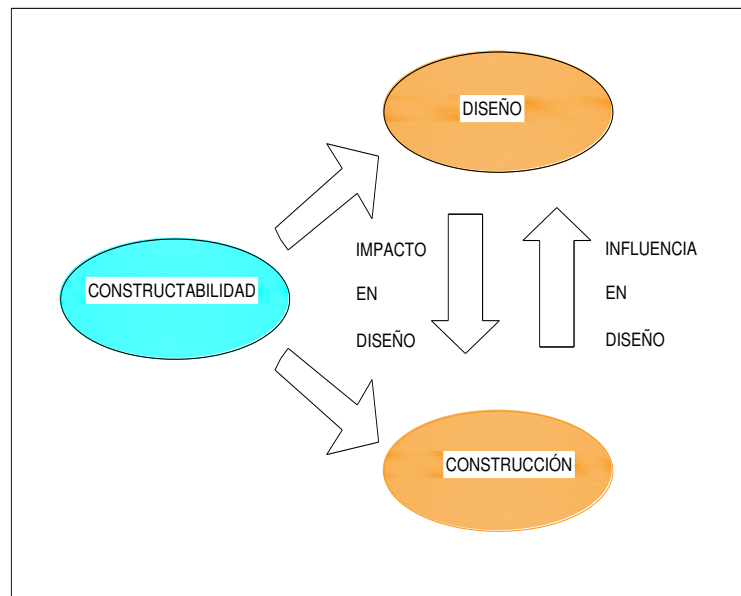 DISEÑO
IMPACTO
EN
DISEÑO
INFLUENCIA
EN
DISEÑO
CONSTRUCTABILIDAD
CONSTRUCCIÓN